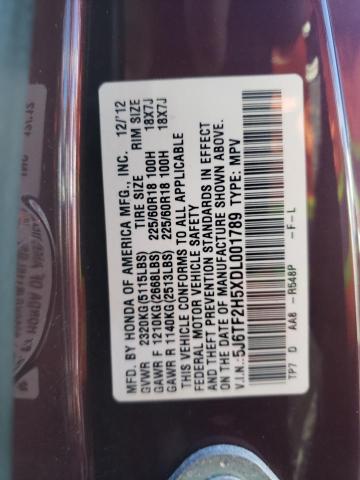 MFD. BY HONDA OF AMERICA MFG., INC. 12/'12
GVWR 2320KG(5115LBS) TIRE SIZE RIM SIZE
GAWR F 1210KG(2668LBS) 225/60R18 100H 18X7J
GAWR R 1140KG(2513LBS) 225/60R18 100H 18X7J
THIS VEHICLE CONFORMS TO ALL APPLICABLE
FEDERAL MOTOR VEHICLE SAFETY AND THEFT
PREVENTION STANDARDS IN EFFECT
ON THE DATE OF MANUFACTURE SHOWN ABOVE.
V.I.N.: 5J6TF2H5XDL001789 TYPE: MPV
TP7 D AA8 - R548P - F - L